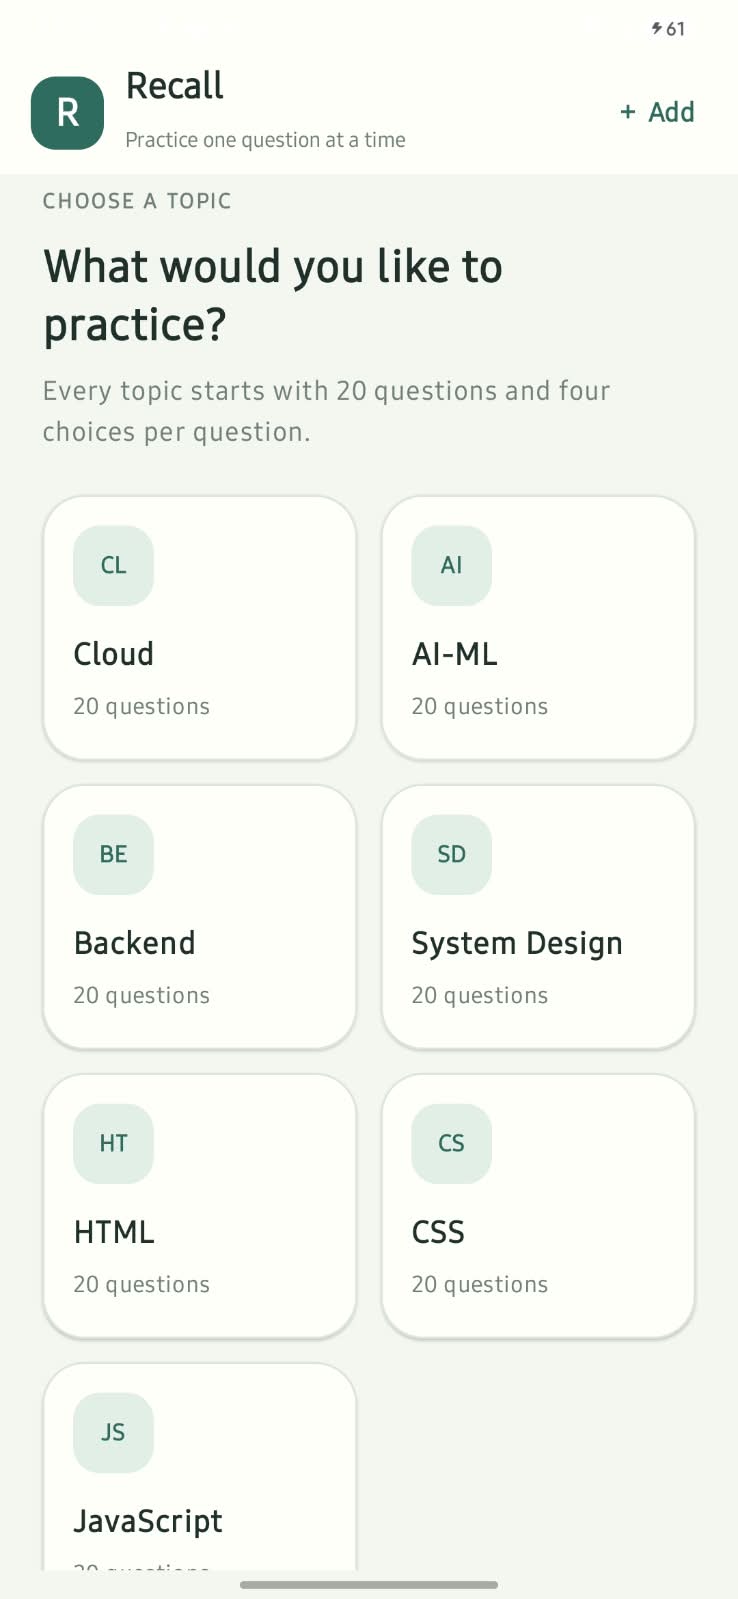 61
R
Recall
Practice one question at a time
+ Add
CHOOSE A TOPIC
What would you like to
practice?
Every topic starts with 20 questions and four
choices per question.
CL
Cloud
20 questions
AI
AI-ML
20 questions
BE
Backend
20 questions
SD
System Design
20 questions
HT
HTML
20 questions
CS
CSS
20 questions
JS
JavaScript
20 questions